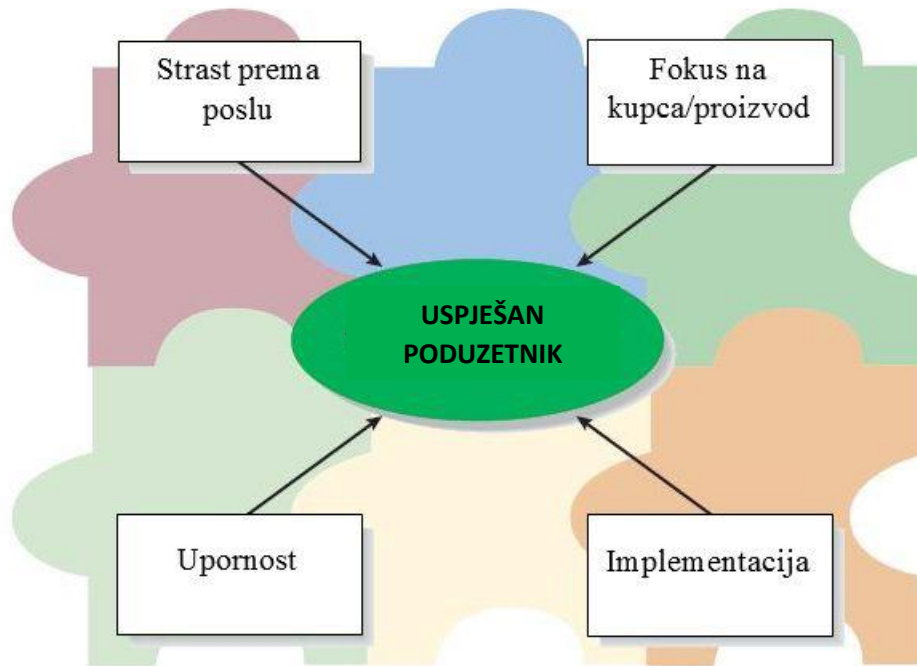 Strast prema
poslu
Fokus na
kupca/proizvod
USPJEŠAN
PODUZETNIK
Upornost
Implementacija